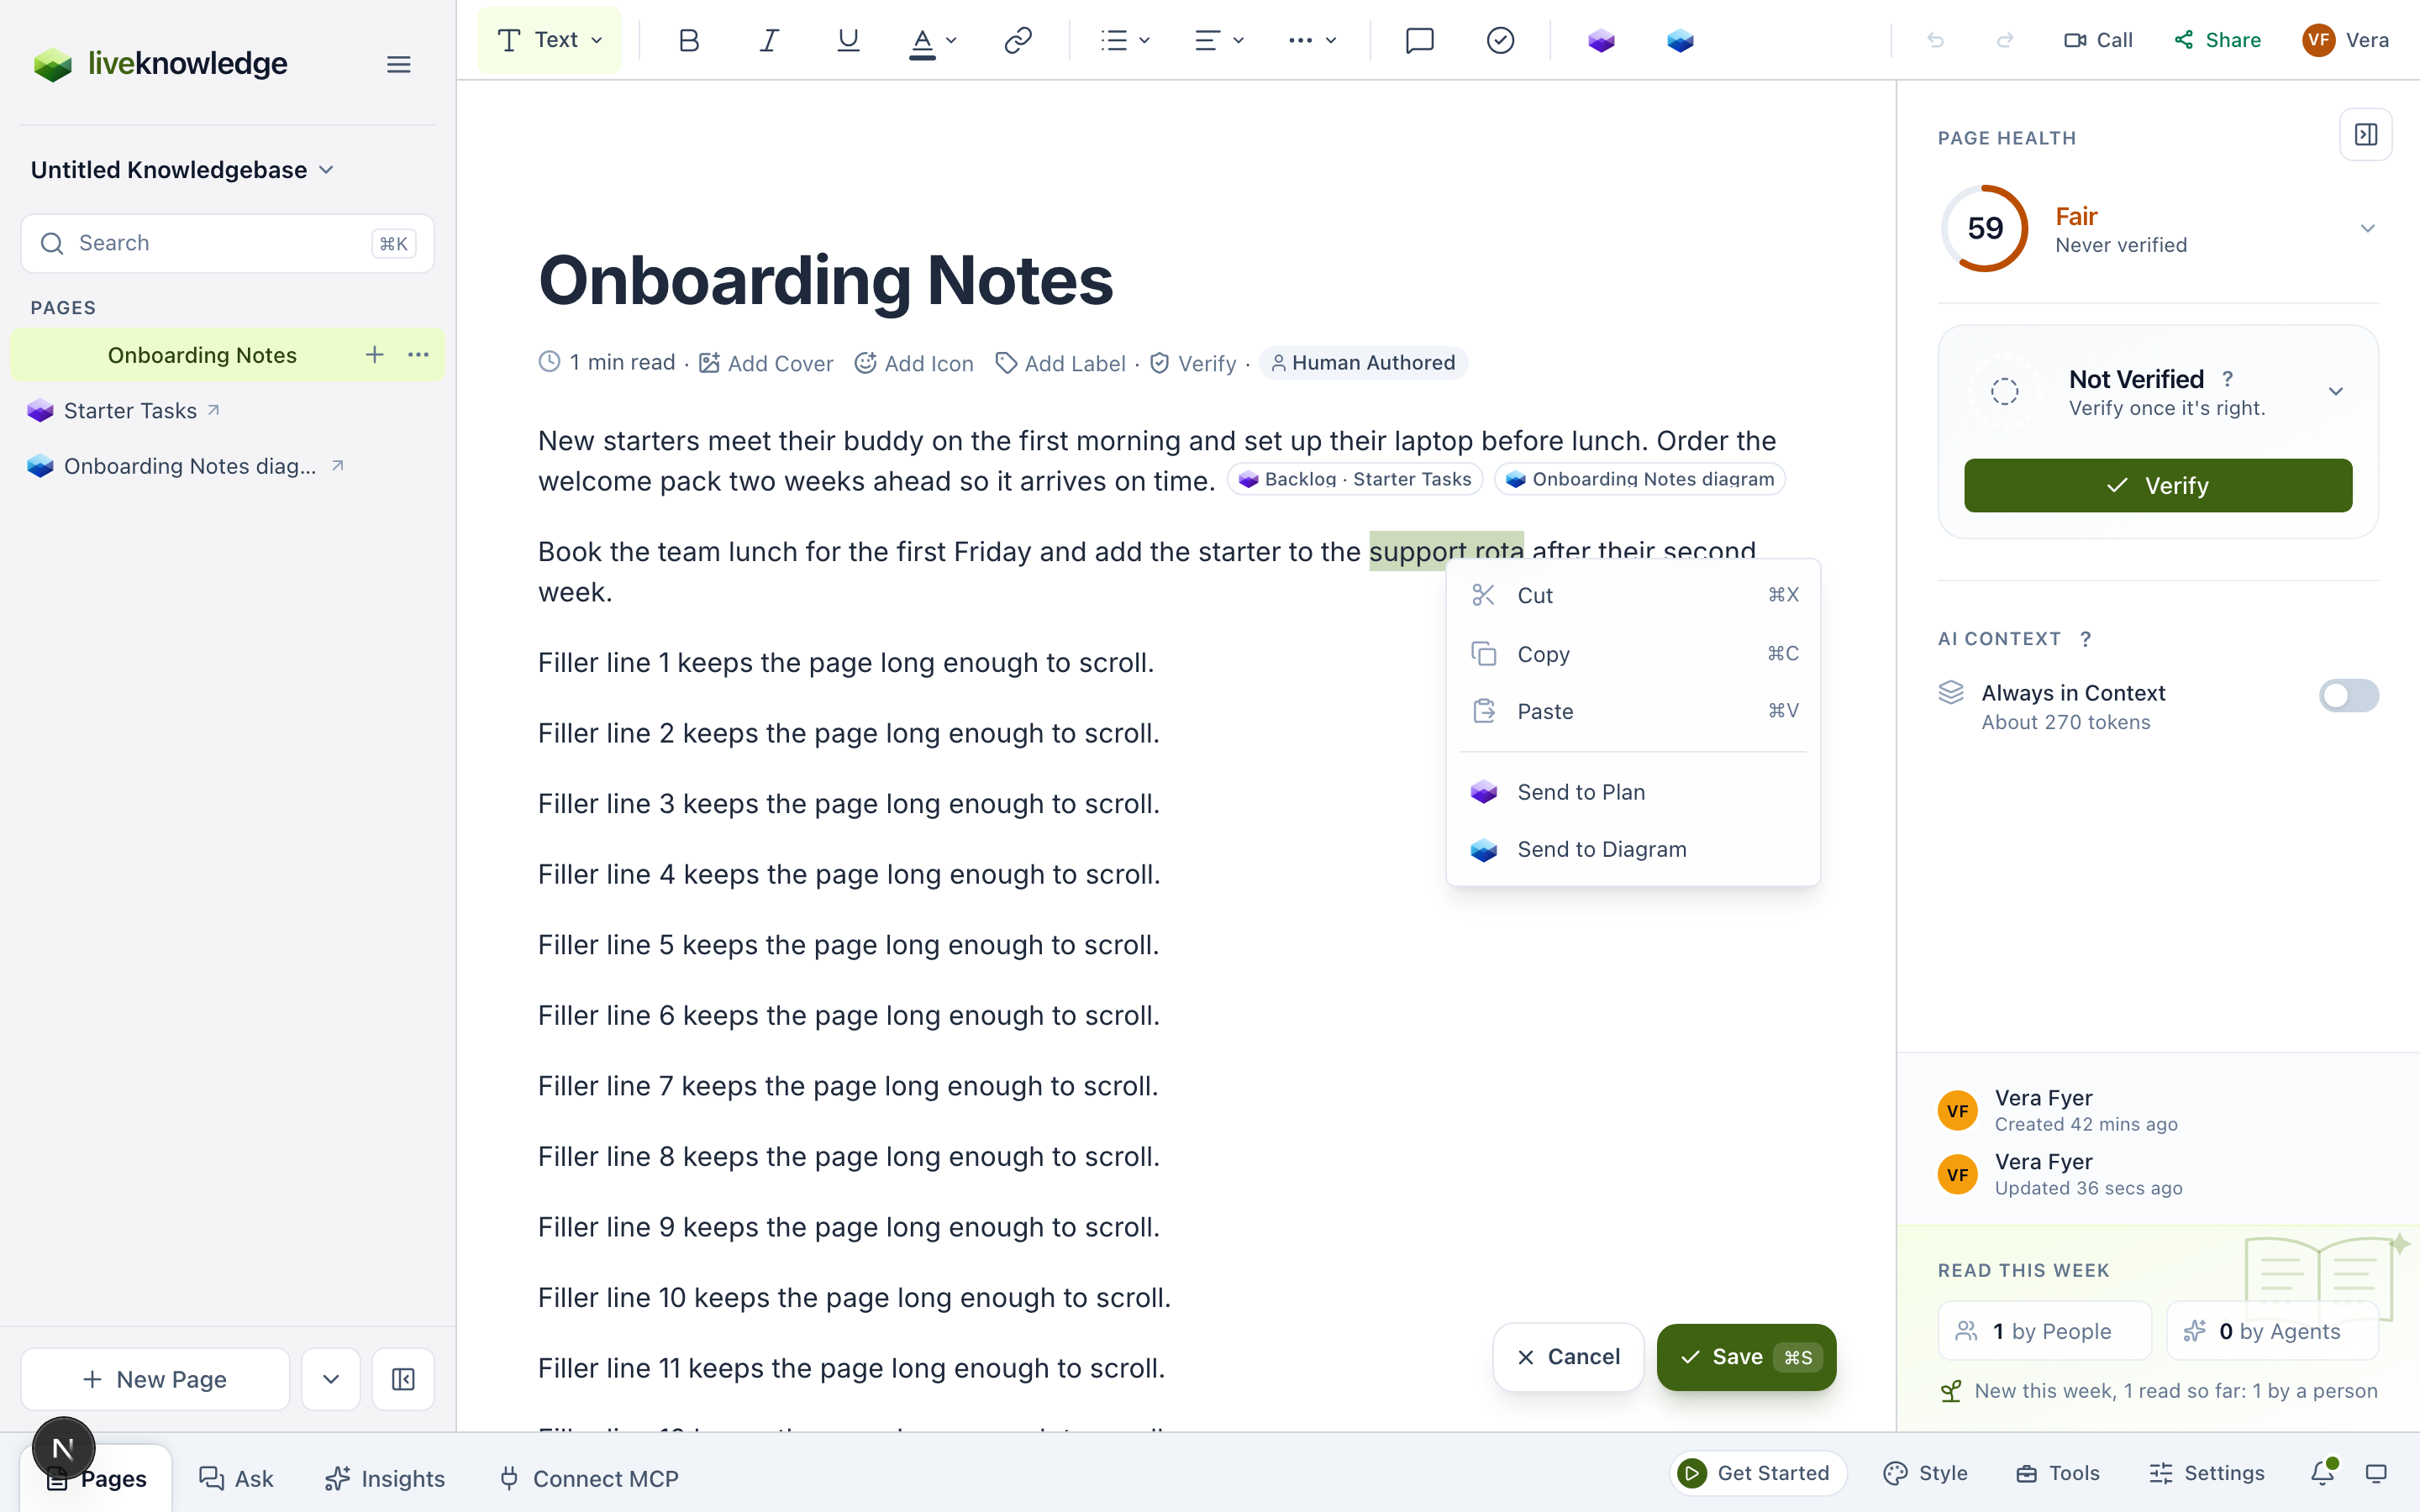 liveknowledge
Untitled Knowledgebase
Search ⌘K
PAGES
Onboarding Notes
Starter Tasks
Onboarding Notes diag...
New Page
Text
B I U A
Call
Share
VF Vera
Onboarding Notes
1 min read · Add Cover Add Icon Add Label · Verify · Human Authored
New starters meet their buddy on the first morning and set up their laptop before lunch. Order the
welcome pack two weeks ahead so it arrives on time. Backlog · Starter Tasks Onboarding Notes diagram
Book the team lunch for the first Friday and add the starter to the support rota after their second
week.
Filler line 1 keeps the page long enough to scroll.
Filler line 2 keeps the page long enough to scroll.
Filler line 3 keeps the page long enough to scroll.
Filler line 4 keeps the page long enough to scroll.
Filler line 5 keeps the page long enough to scroll.
Filler line 6 keeps the page long enough to scroll.
Filler line 7 keeps the page long enough to scroll.
Filler line 8 keeps the page long enough to scroll.
Filler line 9 keeps the page long enough to scroll.
Filler line 10 keeps the page long enough to scroll.
Filler line 11 keeps the page long enough to scroll.
Cut ⌘X
Copy ⌘C
Paste ⌘V
Send to Plan
Send to Diagram
Cancel
Save ⌘S
PAGE HEALTH
59
Fair
Never verified
Not Verified ?
Verify once it's right.
Verify
AI CONTEXT ?
Always in Context
About 270 tokens
VF
Vera Fyer
Created 42 mins ago
VF
Vera Fyer
Updated 36 secs ago
READ THIS WEEK
1 by People
0 by Agents
New this week, 1 read so far: 1 by a person
N
Pages
Ask
Insights
Connect MCP
Get Started
Style
Tools
Settings